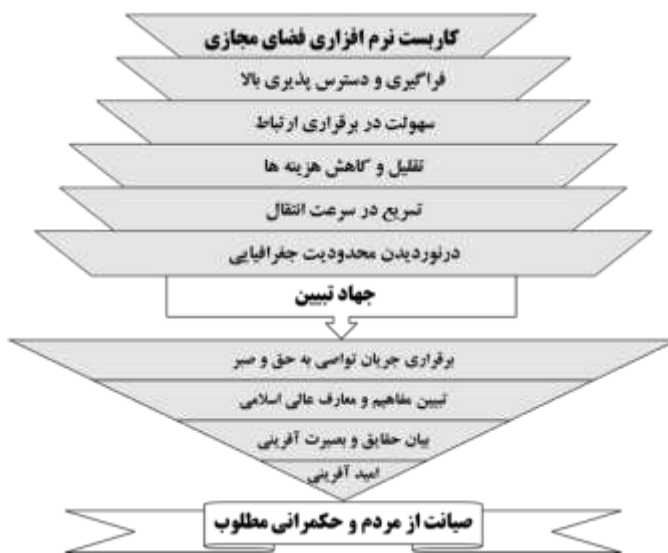 کاربست نرم افزاری فضای مجازی
فراگیری و دسترس پذیری بالا
سهولت در برقراری ارتباط
تقلیل و کاهش هزینه ها
تسریع در سرعت انتقال
درنوردیدن محدودیت جغرافیایی
جهاد تبیین
برقراری جریان تواصی به حق و صبر
تبیین مفاهیم و معارف عالی اسلامی
بیان حقایق و بصیرت آفرینی
امید آفرینی
صیانت از مردم و حکمرانی مطلوب